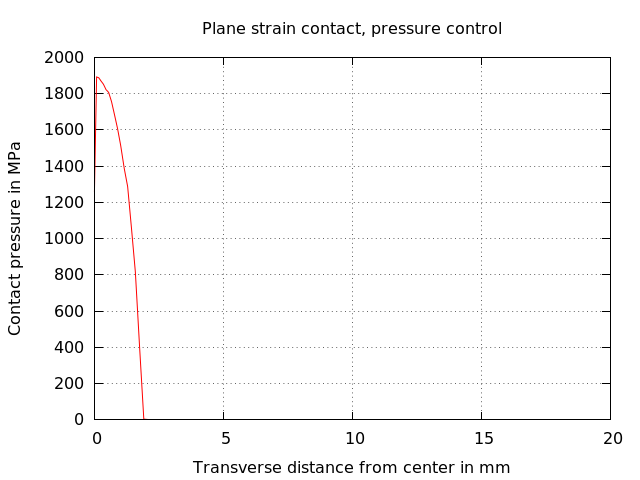 Plane strain contact, pressure control
2000
1800
1600
1400
1200
1000
800
600
400
200
0
Contact pressure in MPa
0 5 10 15 20
Transverse distance from center in mm